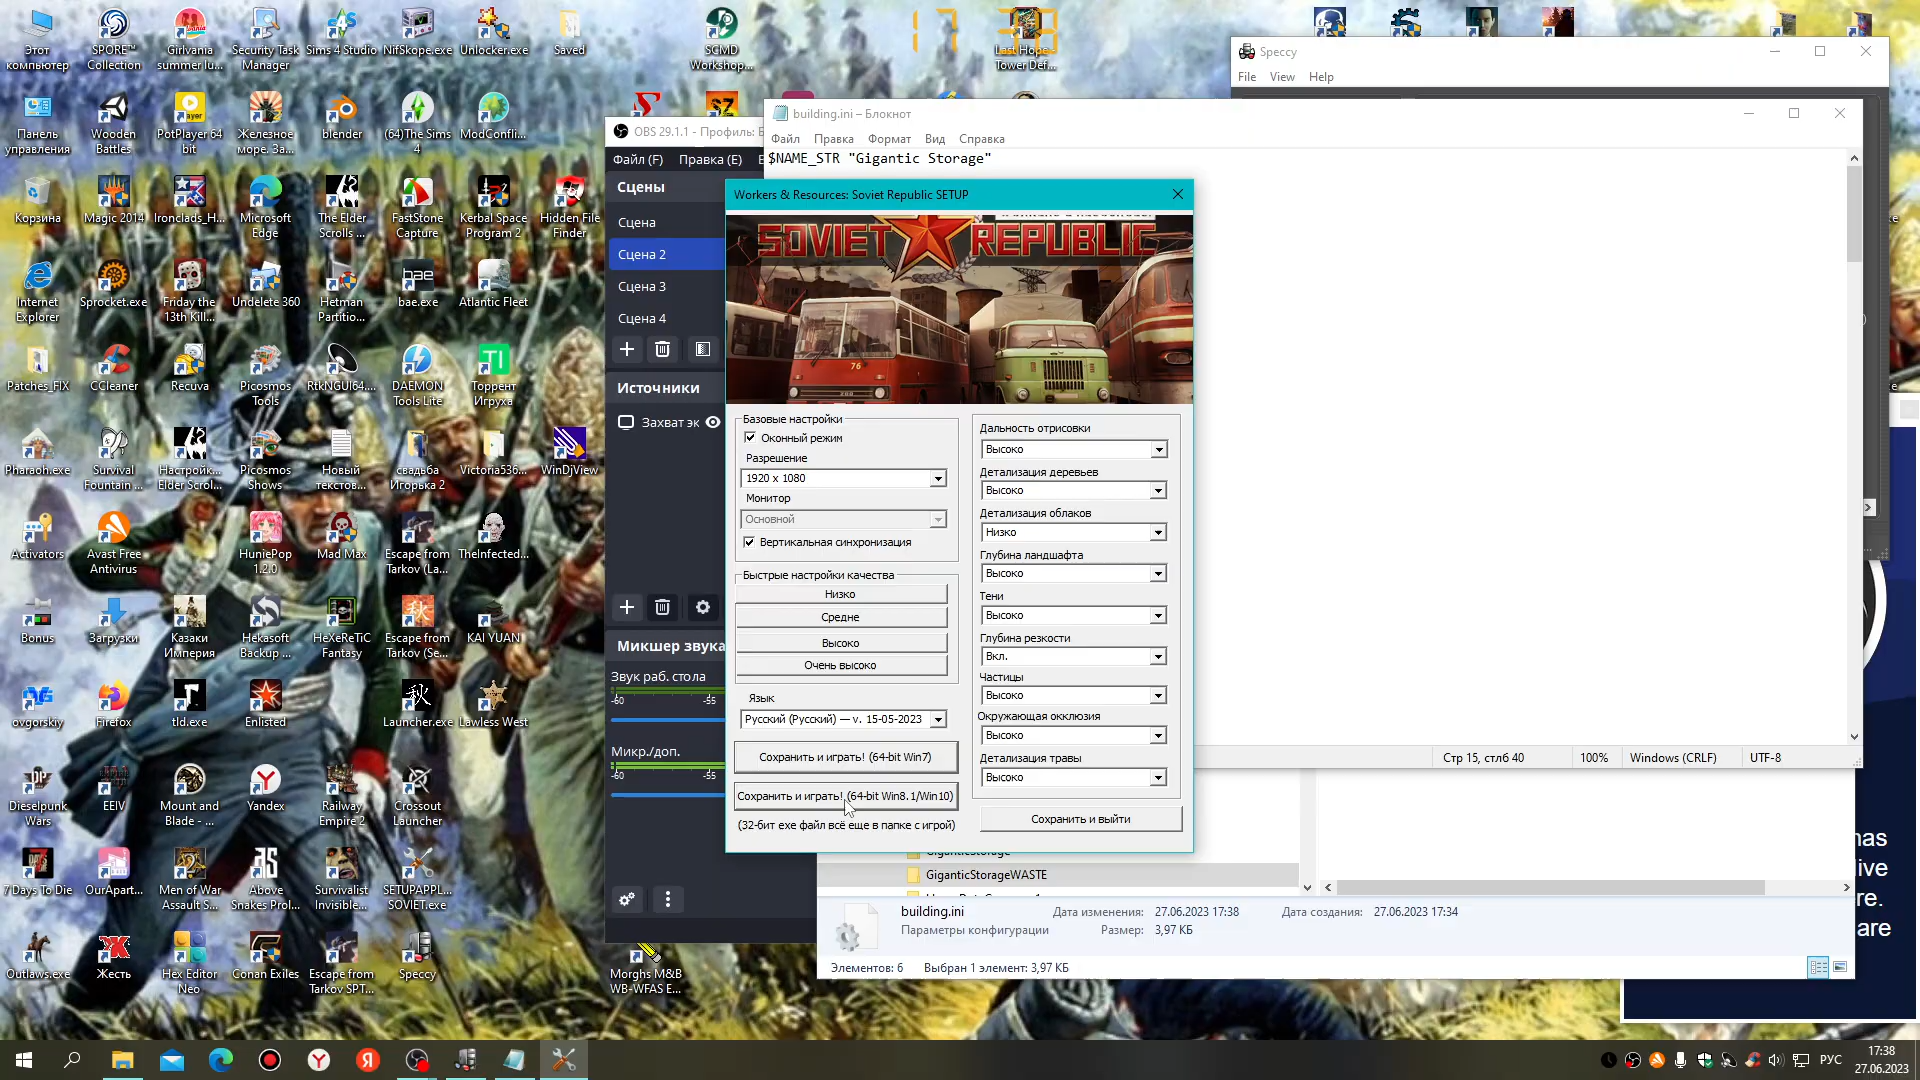 Этот компьютер
SPORE™ Collection
Girlvania summer lu...
Security Task Manager
Sims 4 Studio
NifSkope.exe
Unlocker.exe
Saved
SCMD Workshop...
Last Hope - Tower Def...
Панель управления
Wooden Battles
PotPlayer 64 bit
Железное море. За...
blender
(64)The Sims 4
ModConfli...
Корзина
Magic 2014
Ironclads_H...
Microsoft Edge
The Elder Scrolls ...
FastStone Capture
Kerbal Space Program 2
Hidden File Finder
Internet Explorer
Sprocket.exe
Friday the 13th Kill...
Undelete 360
Hetman Partitio...
bae.exe
Atlantic Fleet
Patches_FIX
CCleaner
Recuva
Picosmos Tools
RtkNGUI64....
DAEMON Tools Lite
Торрент Игруха
Pharaoh.exe
Survival Fountain ...
Настройк... Elder Scrol...
Picosmos Shows
Новый текстов...
свадьба Игорька 2
Victoria536...
WinDjView
Activators
Avast Free Antivirus
HuniePop 1.2.0
Mad Max
Escape from Tarkov (La...
TheInfected...
Bonus
Загрузки
Казаки Империя
Hekasoft Backup ...
HeXeReTiC Fantasy
Escape from Tarkov (Se...
KAI YUAN
ovgorskiy
Firefox
tld.exe
Enlisted
Launcher.exe
Lawless West
Dieselpunk Wars
EEIV
Mount and Blade - ...
Yandex
Railway Empire 2
Crossout Launcher
7 Days To Die
OurApart...
Men of War Assault S...
Above Snakes Prol...
Survivalist Invisible...
SETUPAPPL... SOVIET.exe
Outlaws.exe
Жесть
Hex Editor Neo
Conan Exiles
Escape from Tarkov SPT...
Speccy
Morghs M&B WB-WFAS E...
Speccy
File View Help
building.ini – Блокнот
Файл Правка Формат Вид Справка
$NAME_STR "Gigantic Storage"
Стр 15, стлб 40
100%
Windows (CRLF)
UTF-8
OBS 29.1.1 - Профиль: Б
Файл (F) Правка (E)
Сцены
Сцена
Сцена 2
Сцена 3
Сцена 4
Источники
Захват эк
Микшер звука
Звук раб. стола
-60 -55
Микр./доп.
-60 -55
Workers & Resources: Soviet Republic SETUP
SOVIET REPUBLIC
76
Базовые настройки
Оконный режим
Разрешение
1920 x 1080
Монитор
Основной
Вертикальная синхронизация
Быстрые настройки качества
Низко
Средне
Высоко
Очень высоко
Язык
Русский (Русский) — v. 15-05-2023
Сохранить и играть! (64-bit Win7)
Сохранить и играть! (64-bit Win8.1/Win10)
(32-бит exe файл всё еще в папке с игрой)
Дальность отрисовки
Высоко
Детализация деревьев
Высоко
Детализация облаков
Низко
Глубина ландшафта
Высоко
Тени
Высоко
Глубина резкости
Вкл.
Частицы
Высоко
Окружающая окклюзия
Высоко
Детализация травы
Высоко
Сохранить и выйти
GiganticStorage
GiganticStorageWASTE
building.ini
Параметры конфигурации
Дата изменения: 27.06.2023 17:38
Размер: 3,97 КБ
Дата создания: 27.06.2023 17:34
Элементов: 6
Выбран 1 элемент: 3,97 КБ
РУС
17:38
27.06.2023